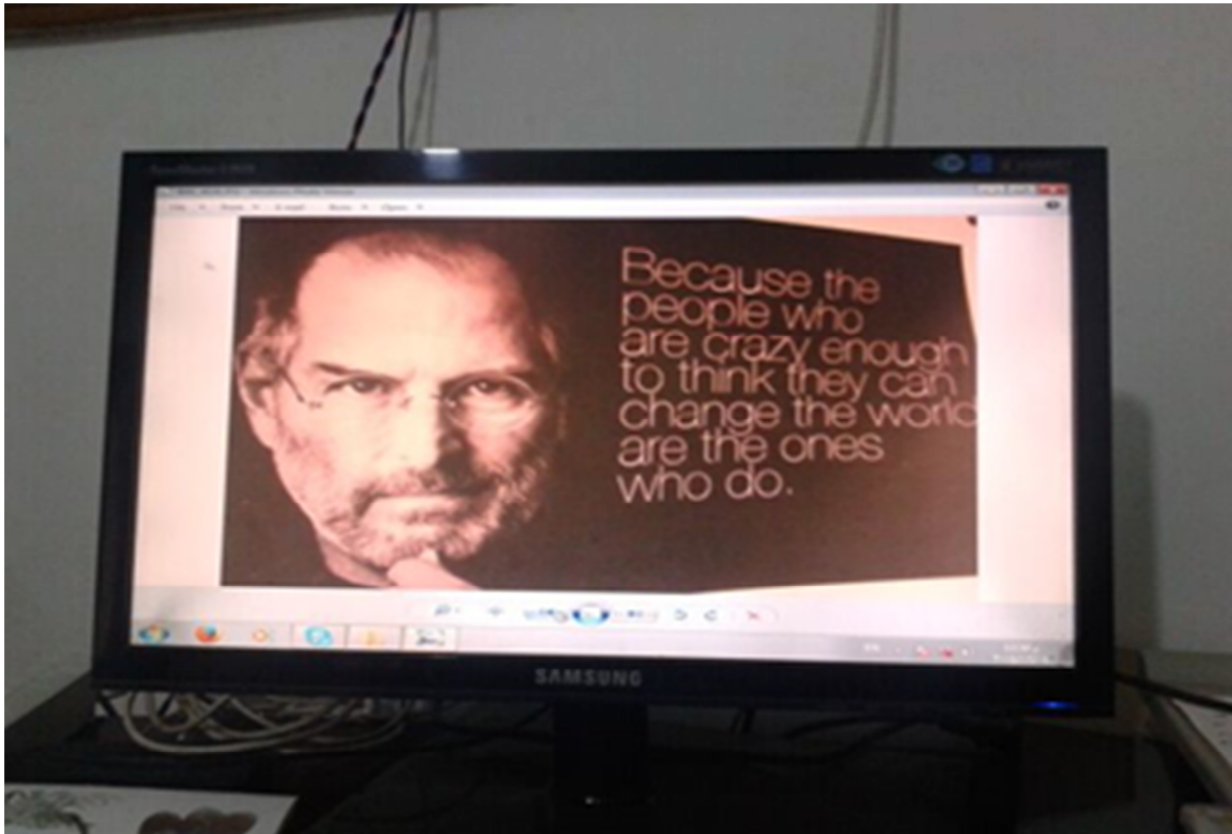 Because the
people who
are crazy enough
to think they can
change the world
are the ones
who do.
SAMSUNG